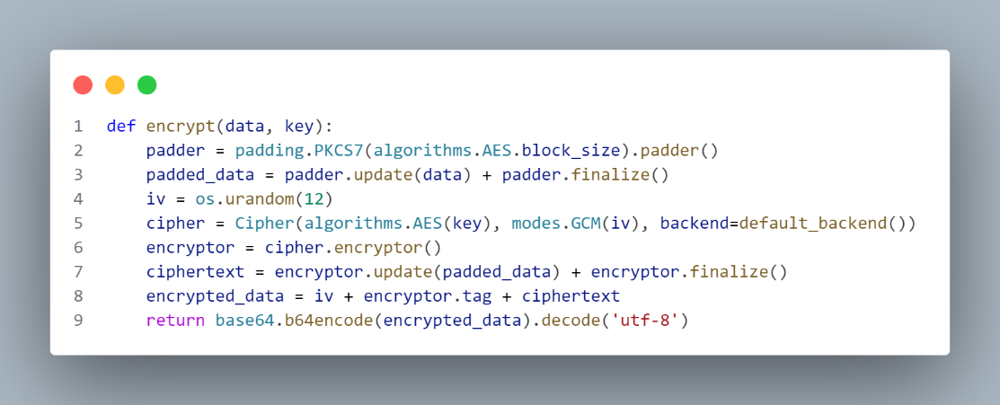 1 def encrypt(data, key):
2     padder = padding.PKCS7(algorithms.AES.block_size).padder()
3     padded_data = padder.update(data) + padder.finalize()
4     iv = os.urandom(12)
5     cipher = Cipher(algorithms.AES(key), modes.GCM(iv), backend=default_backend())
6     encryptor = cipher.encryptor()
7     ciphertext = encryptor.update(padded_data) + encryptor.finalize()
8     encrypted_data = iv + encryptor.tag + ciphertext
9     return base64.b64encode(encrypted_data).decode('utf-8')